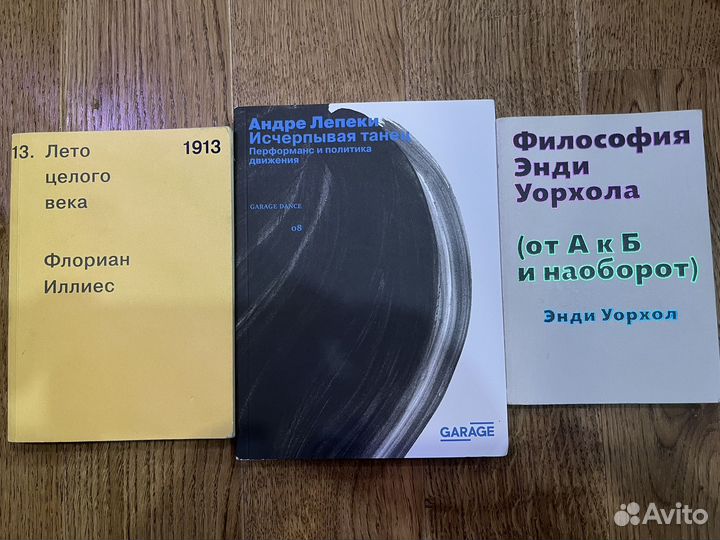 13. Лето 1913
целого
века
Флориан
Иллиес
Андре Лепеки
Исчерпывая танец
Перформанс и политика
движения
GARAGE DANCE
08
GARAGE
Философия
Энди
Уорхола
(от А к Б
и наоборот)
Энди Уорхол
Avito